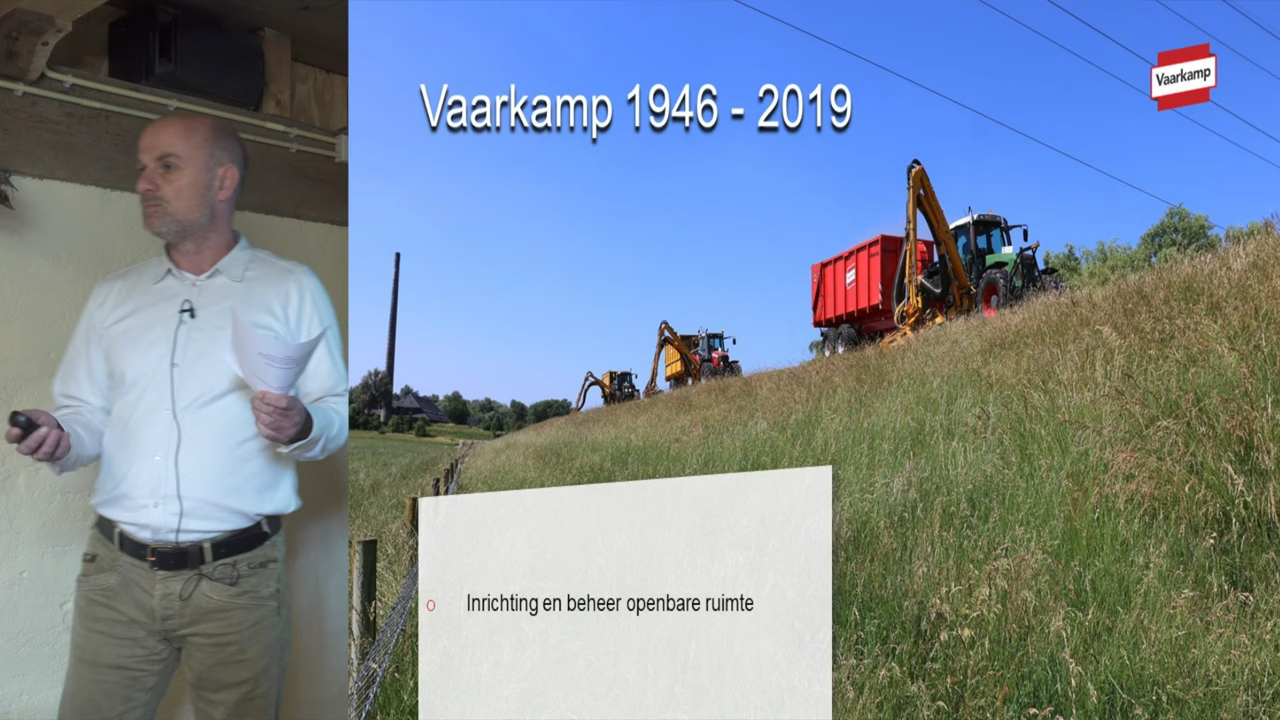 Vaarkamp 1946 - 2019
Vaarkamp
Inrichting en beheer openbare ruimte